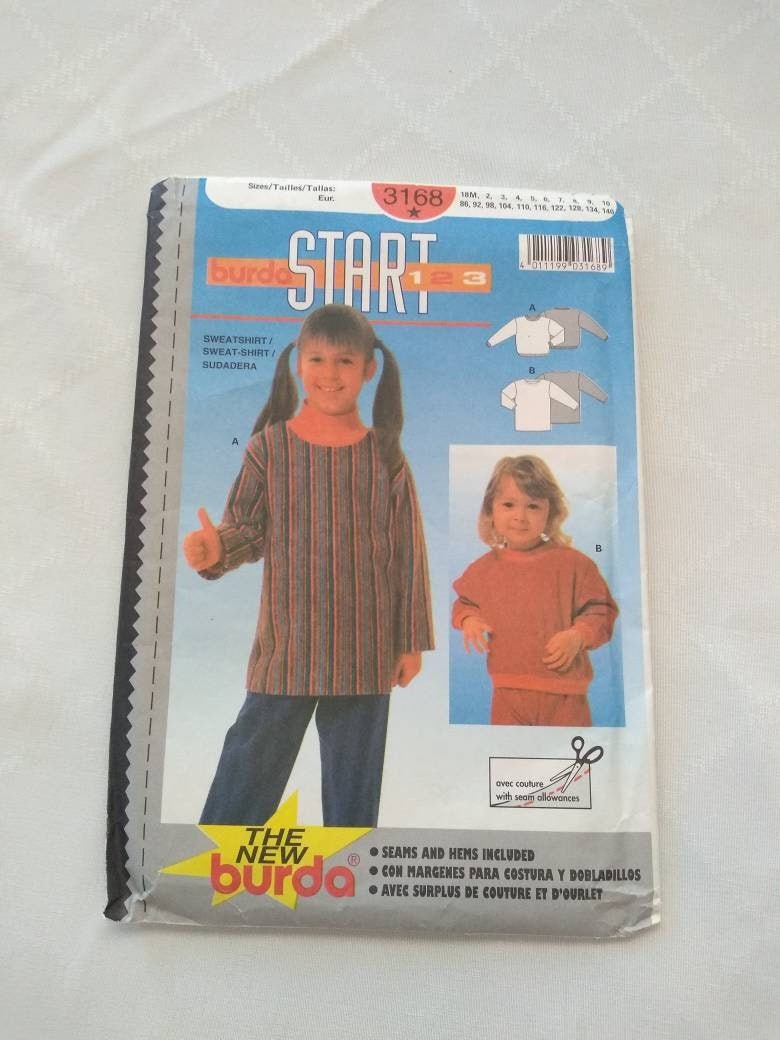 Sizes/Tailles/Tallas:
Eur.
3168
18M, 2, 3, 4, 5, 6, 7, 8, 9, 10
86, 92, 98, 104, 110, 116, 122, 128, 134, 140
burda START 1 2 3
4 011199 031689
SWEATSHIRT /
SWEAT-SHIRT /
SUDADERA
A
B
A
B
avec couture
with seam allowances
THE
NEW
burda®
• SEAMS AND HEMS INCLUDED
• CON MARGENES PARA COSTURA Y DOBLADILLOS
• AVEC SURPLUS DE COUTURE ET D'OURLET